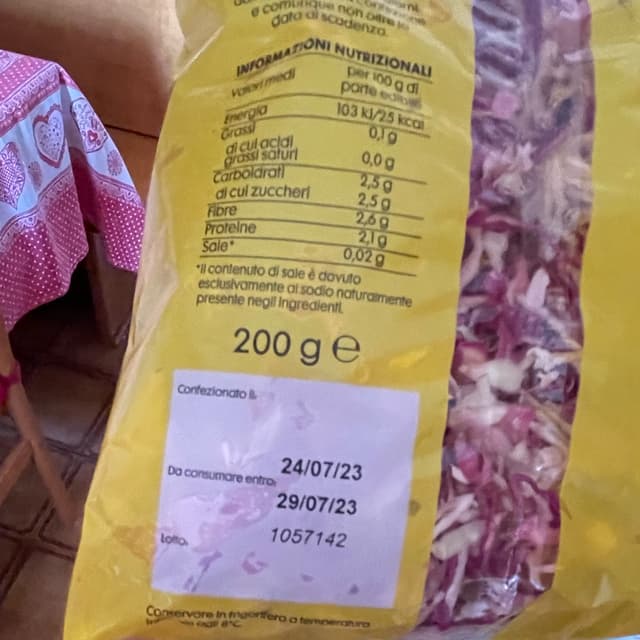 e comunque non oltre la
data di scadenza.
INFORMAZIONI NUTRIZIONALI
valori medi per 100 g di
parte edibile
Energia 103 kJ/25 kcal
Grassi 0,1 g
di cui acidi
grassi saturi 0,0 g
Carboidrati 2,5 g
di cui zuccheri 2,5 g
Fibre 2,6 g
Proteine 2,1 g
Sale* 0,02 g
*Il contenuto di sale è dovuto
esclusivamente al sodio naturalmente
presente negli ingredienti.
200 g e
Confezionato il:
24/07/23
Da consumare entro:
29/07/23
Lotto: 1057142
Conservare in frigorifero a temperatura
8°C